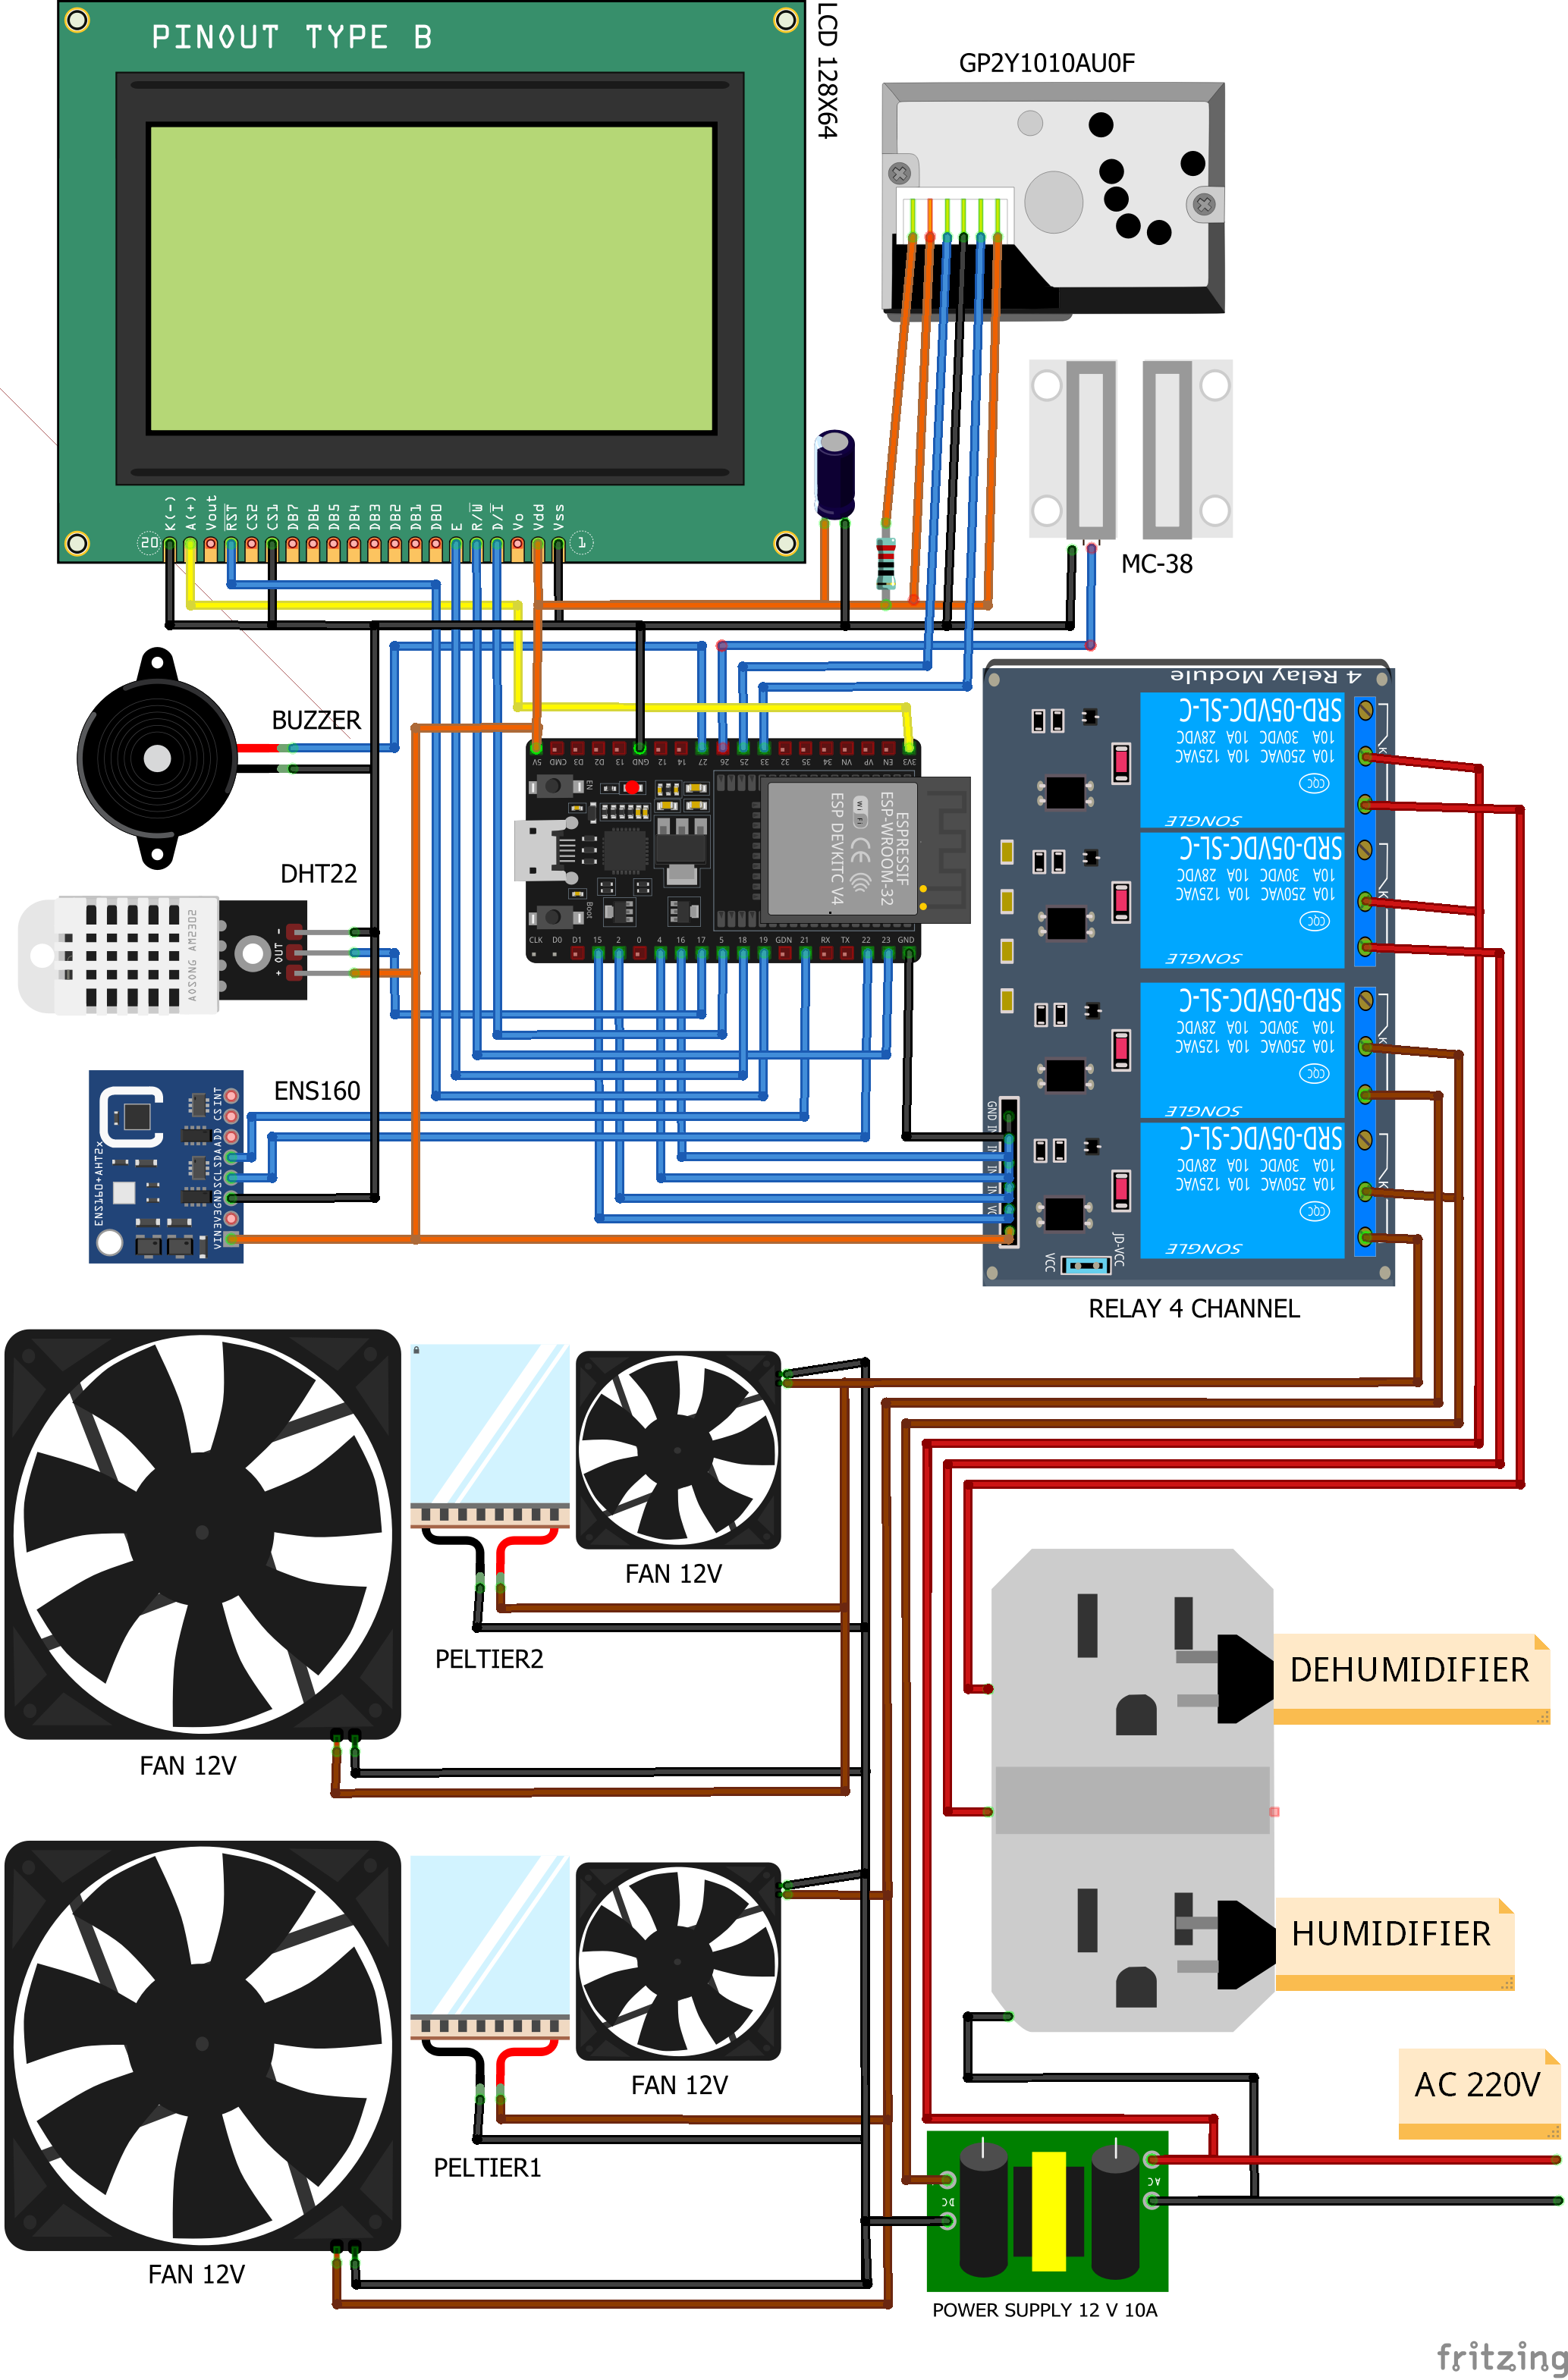 PINOUT TYPE B
LCD 128X64
GP2Y1010AU0F
20
K(-)
A(+)
Vout
RST
CS2
CS1
DB7
DB6
DB5
DB4
DB3
DB2
DB1
DB0
E
R/W
D/I
Vo
Vdd
Vss
1
MC-38
4 Relay Module
BUZZER
5V
CMD
D3
D2
13
GND
12
14
27
26
25
33
32
35
34
VN
VP
EN
3V3
EN
Boot
ESPRESSIF
ESP-WROOM-32
WiFi
CE
ESP DEVKITC V4
CLK
D0
D1
15
2
0
4
16
17
5
18
19
GDN
21
RX
TX
22
23
GND
SRD-05VDC-SL-C
10A 30VDC 10A 28VDC
10A 250VAC 10A 125VAC
CQC
SONGLE
SRD-05VDC-SL-C
10A 30VDC 10A 28VDC
10A 250VAC 10A 125VAC
CQC
SONGLE
SRD-05VDC-SL-C
10A 30VDC 10A 28VDC
10A 250VAC 10A 125VAC
CQC
SONGLE
SRD-05VDC-SL-C
10A 30VDC 10A 28VDC
10A 250VAC 10A 125VAC
CQC
SONGLE
GND
VCC
JD-VCC
RELAY 4 CHANNEL
DHT22
AOSONG AM2302
-
OUT
+
ENS160
ENS160+AHT2x
INT
CS
ADD
SDA
SCL
GND
3V3
VIN
FAN 12V
PELTIER2
FAN 12V
DEHUMIDIFIER
HUMIDIFIER
FAN 12V
PELTIER1
FAN 12V
AC 220V
DC
AC
POWER SUPPLY 12 V 10A
fritzing